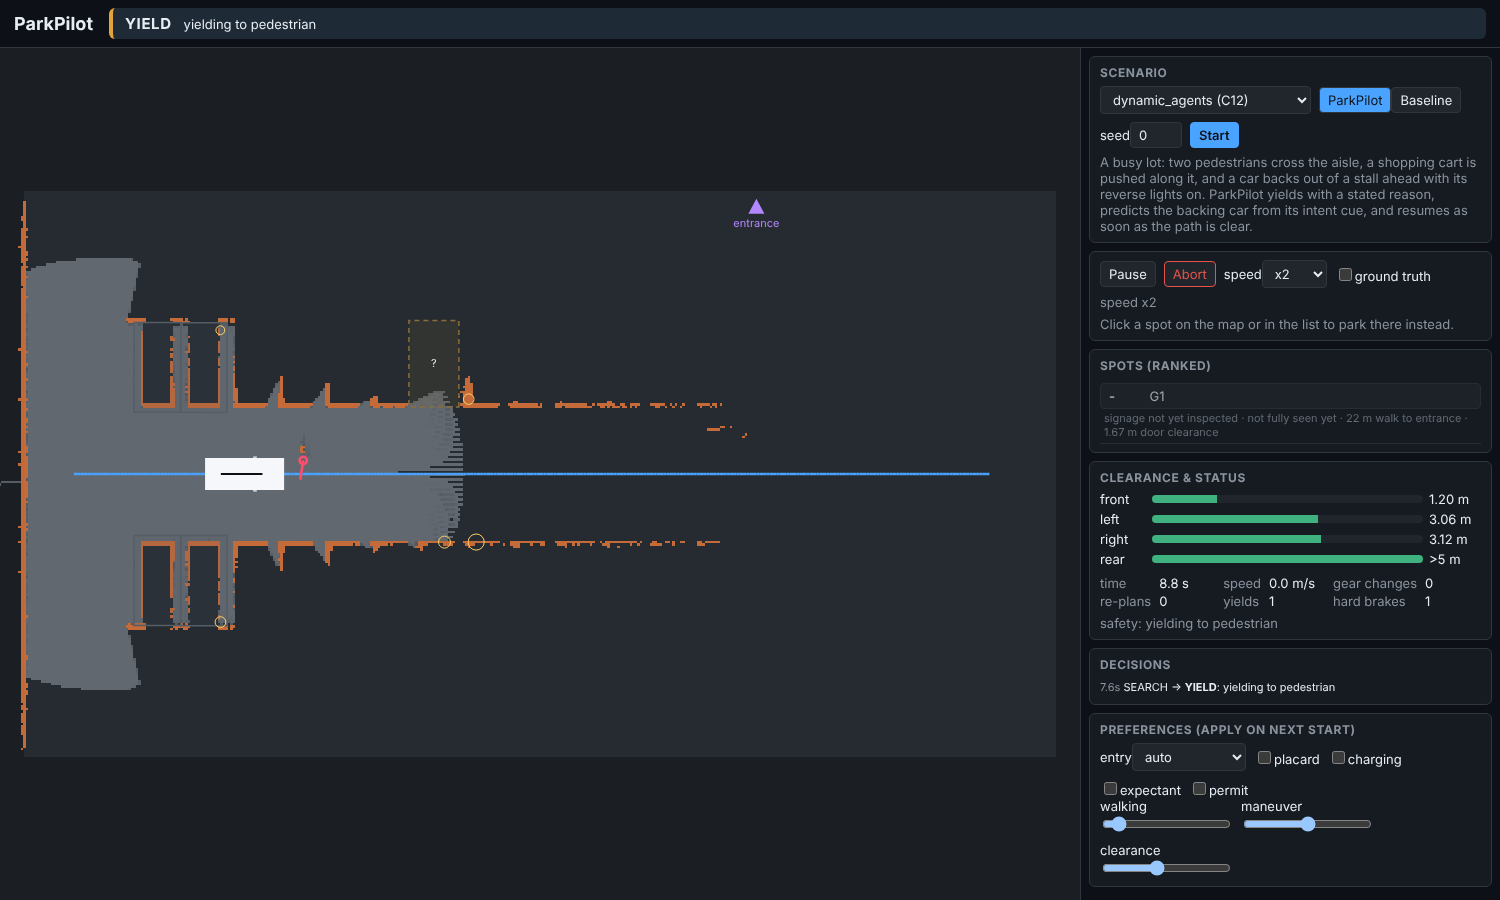 ParkPilot
YIELD yielding to pedestrian
entrance
?
SCENARIO
dynamic_agents (C12) ParkPilot Baseline
seed 0 Start
A busy lot: two pedestrians cross the aisle, a shopping cart is
pushed along it, and a car backs out of a stall ahead with its
reverse lights on. ParkPilot yields with a stated reason,
predicts the backing car from its intent cue, and resumes as
soon as the path is clear.
Pause Abort speed x2 ground truth
speed x2
Click a spot on the map or in the list to park there instead.
SPOTS (RANKED)
- G1
signage not yet inspected · not fully seen yet · 22 m walk to entrance ·
1.67 m door clearance
CLEARANCE & STATUS
front 1.20 m
left 3.06 m
right 3.12 m
rear >5 m
time 8.8 s speed 0.0 m/s gear changes 0
re-plans 0 yields 1 hard brakes 1
safety: yielding to pedestrian
DECISIONS
7.6s SEARCH → YIELD: yielding to pedestrian
PREFERENCES (APPLY ON NEXT START)
entry auto placard charging
expectant permit
walking maneuver
clearance